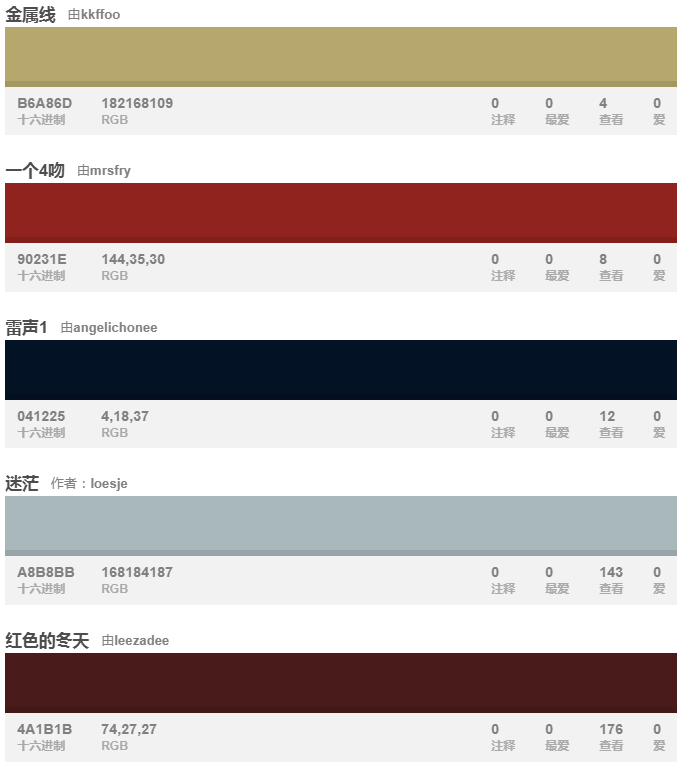 金属线 由kkffoo
B6A86D 182168109 0 0 4 0
十六进制 RGB 注释 最爱 查看 爱
一个4吻 由mrsfry
90231E 144,35,30 0 0 8 0
十六进制 RGB 注释 最爱 查看 爱
雷声1 由angelichonee
041225 4,18,37 0 0 12 0
十六进制 RGB 注释 最爱 查看 爱
迷茫 作者：loesje
A8B8BB 168184187 0 0 143 0
十六进制 RGB 注释 最爱 查看 爱
红色的冬天 由leezadee
4A1B1B 74,27,27 0 0 176 0
十六进制 RGB 注释 最爱 查看 爱